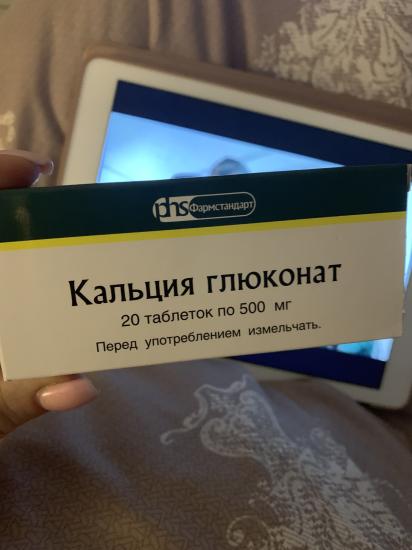 phs Фармстандарт
Кальция глюконат
20 таблеток по 500 мг
Перед употреблением измельчать.